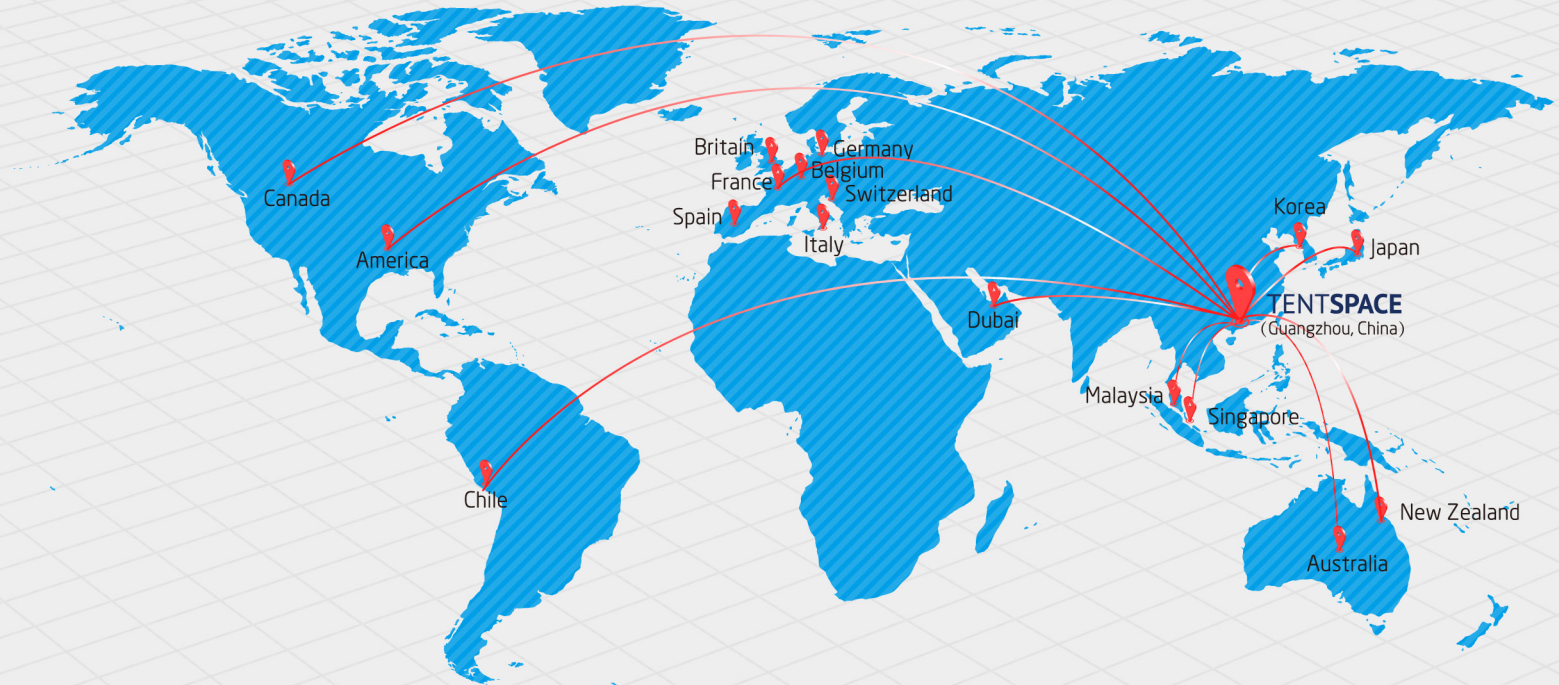 Britain
Germany
Belgium
France
Switzerland
Canada
Spain
Korea
Italy
Japan
America
TENTSPACE
(Guangzhou, China)
Dubai
Malaysia
Singapore
Chile
New Zealand
Australia